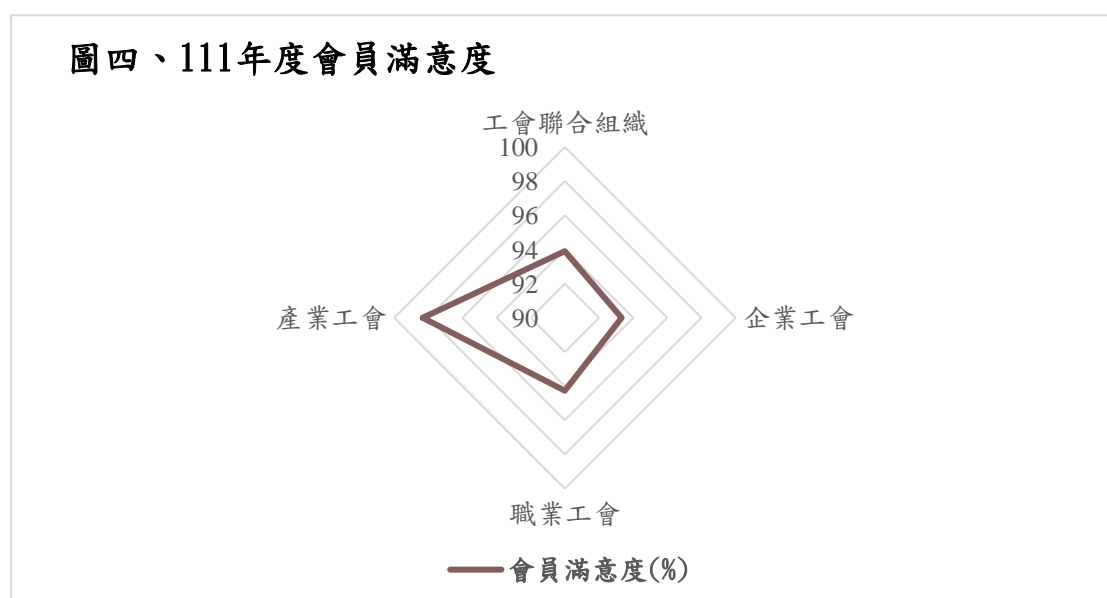 圖四、111年度會員滿意度
工會聯合組織
100
98
96
94
92
90
產業工會
企業工會
職業工會
會員滿意度(%)